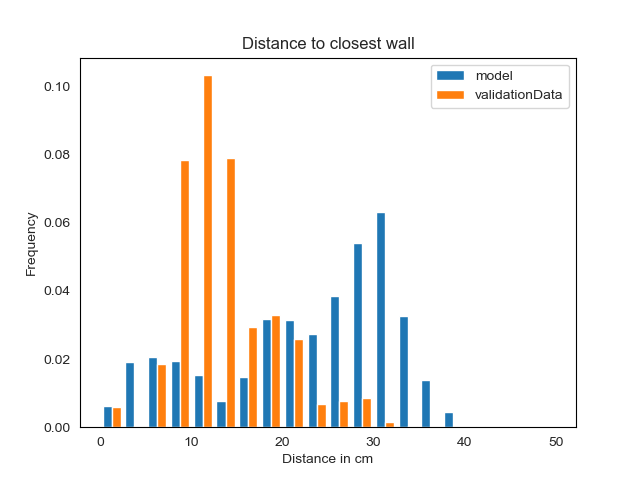 Distance to closest wall
model
validationData
0.10
0.08
0.06
0.04
0.02
0.00
Frequency
0 10 20 30 40 50
Distance in cm